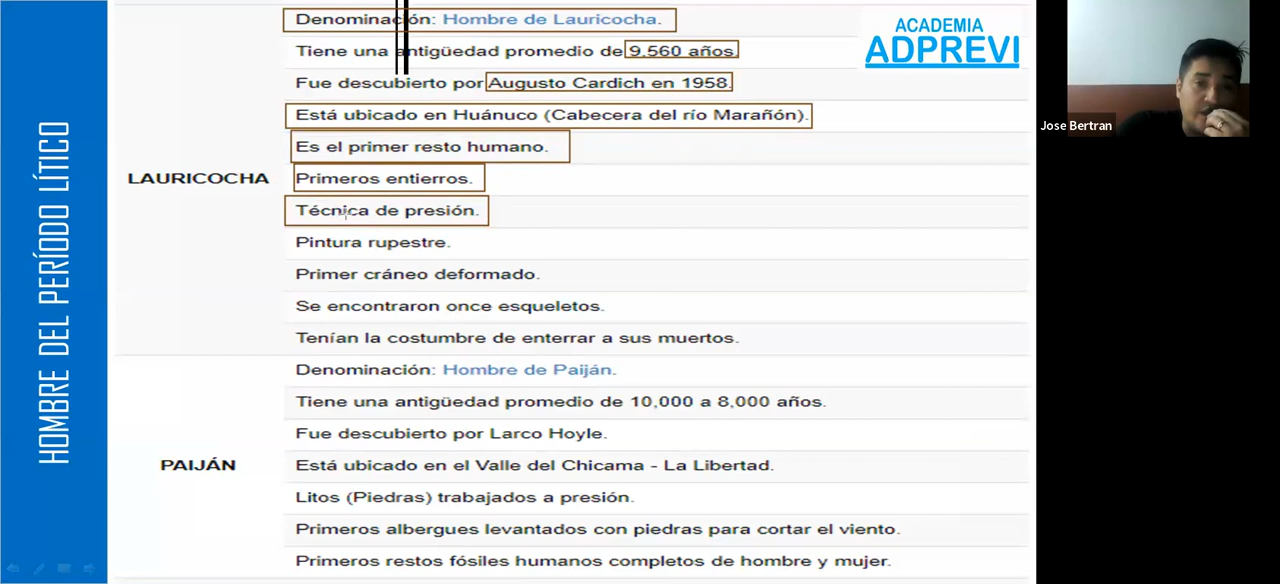 HOMBRE DEL PERÍODO LÍTICO
LAURICOCHA
Denominación: Hombre de Lauricocha.
Tiene una antigüedad promedio de 9,560 años.
Fue descubierto por Augusto Cardich en 1958.
Está ubicado en Huánuco (Cabecera del río Marañón).
Es el primer resto humano.
Primeros entierros.
Técnica de presión.
Pintura rupestre.
Primer cráneo deformado.
Se encontraron once esqueletos.
Tenían la costumbre de enterrar a sus muertos.
PAIJÁN
Denominación: Hombre de Paiján.
Tiene una antigüedad promedio de 10,000 a 8,000 años.
Fue descubierto por Larco Hoyle.
Está ubicado en el Valle del Chicama - La Libertad.
Litos (Piedras) trabajados a presión.
Primeros albergues levantados con piedras para cortar el viento.
Primeros restos fósiles humanos completos de hombre y mujer.
ACADEMIA
ADPREVI
Jose Bertran